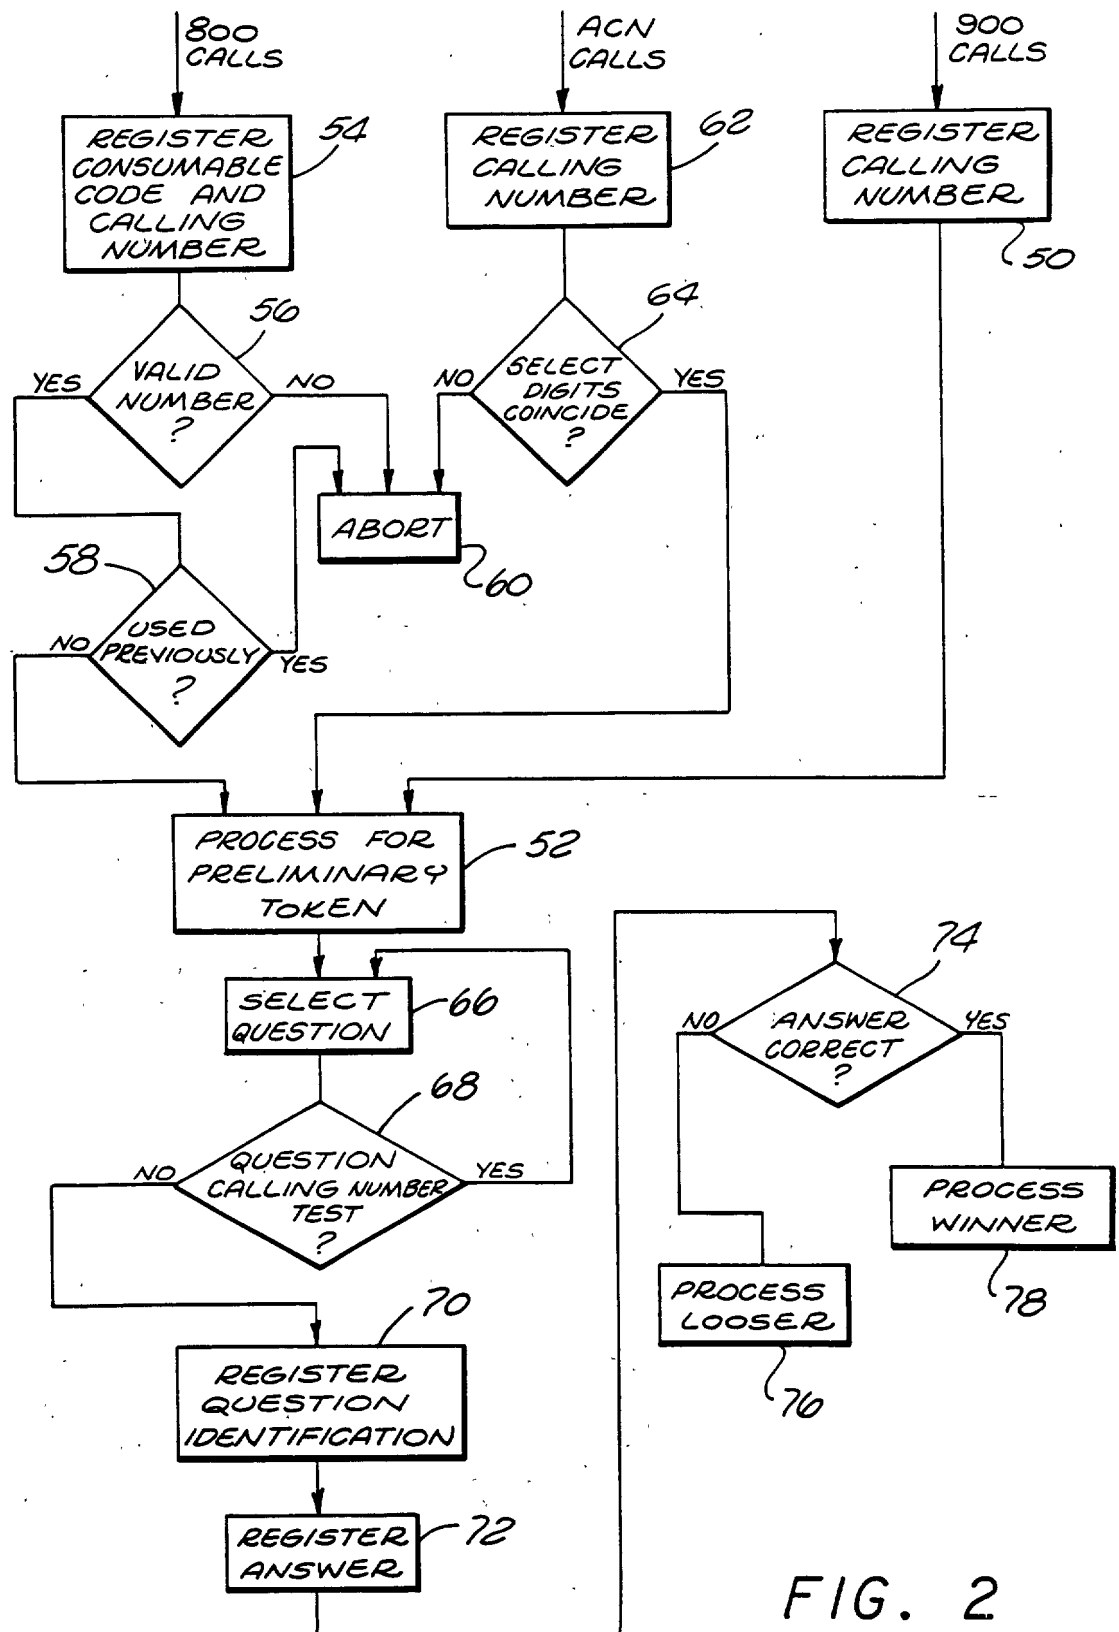 800
CALLS
ACN
CALLS
900
CALLS
REGISTER
CONSUMABLE
CODE AND
CALLING
NUMBER
54
REGISTER
CALLING
NUMBER
62
REGISTER
CALLING
NUMBER
50
56
VALID
NUMBER
?
YES
NO
64
SELECT
DIGITS
COINCIDE
?
NO
YES
ABORT
60
58
USED
PREVIOUSLY
?
NO
YES
PROCESS FOR
PRELIMINARY
TOKEN
52
SELECT
QUESTION
66
68
QUESTION
CALLING NUMBER
TEST
?
NO
YES
70
REGISTER
QUESTION
IDENTIFICATION
REGISTER
ANSWER
72
74
ANSWER
CORRECT
?
NO
YES
PROCESS
WINNER
78
PROCESS
LOOSER
76
FIG. 2